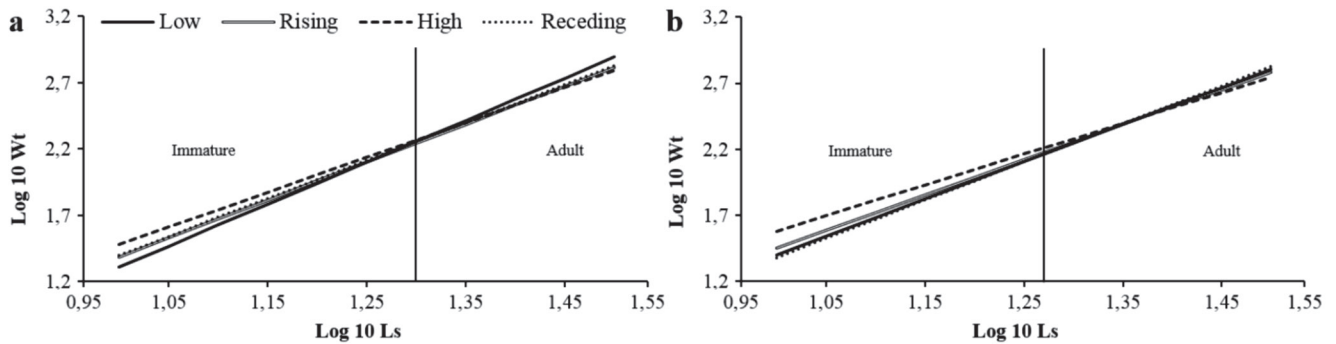 a
Low Rising High Receding
3,2
2,7
2,2
1,7
1,2
Log 10 Wt
Immature
Adult
0,95 1,05 1,15 1,25 1,35 1,45 1,55
Log 10 Ls
b
3,2
2,7
2,2
1,7
1,2
Log 10 Wt
Immature
Adult
0,95 1,05 1,15 1,25 1,35 1,45 1,55
Log 10 Ls